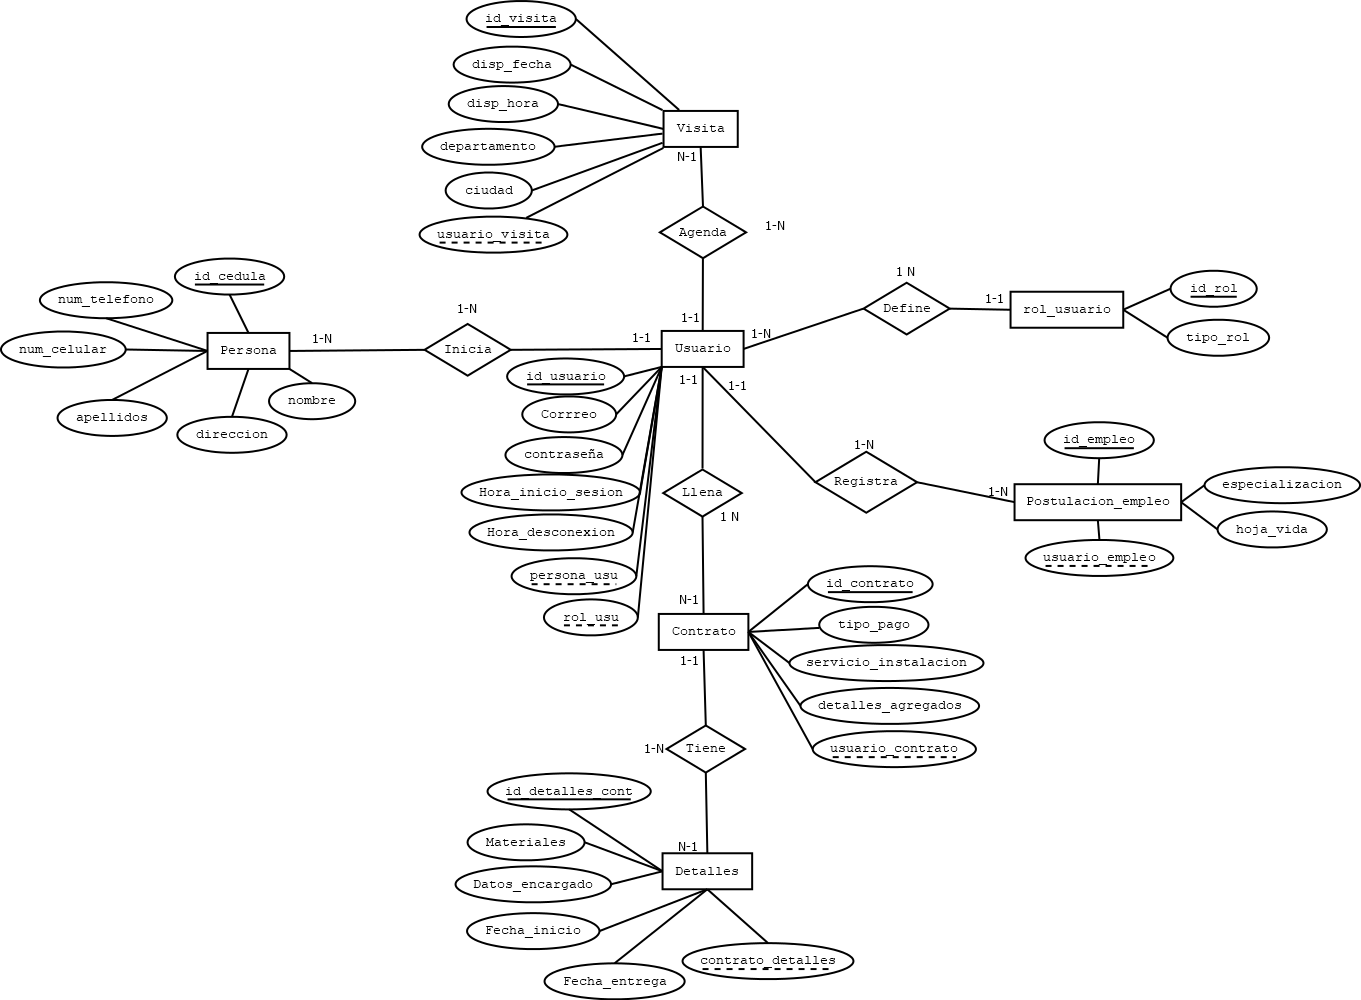 id_visita
disp_fecha
disp_hora
Visita
departamento
N-1
ciudad
usuario_visita
Agenda
1-N
id_cedula
num_telefono
1-N
1 N
id_rol
1-1
Define
rol_usuario
1-1
num_celular
Persona
1-N
Inicia
1-1
Usuario
1-N
tipo_rol
id_usuario
1-1
1-1
nombre
apellidos
direccion
Corrreo
contraseña
Hora_inicio_sesion
Hora_desconexion
persona_usu
rol_usu
Llena
1 N
1-N
Registra
1-N
id_empleo
Postulacion_empleo
especializacion
hoja_vida
usuario_empleo
N-1
Contrato
1-1
id_contrato
tipo_pago
servicio_instalacion
detalles_agregados
usuario_contrato
1-N
Tiene
id_detalles_cont
Materiales
N-1
Detalles
Datos_encargado
Fecha_inicio
contrato_detalles
Fecha_entrega